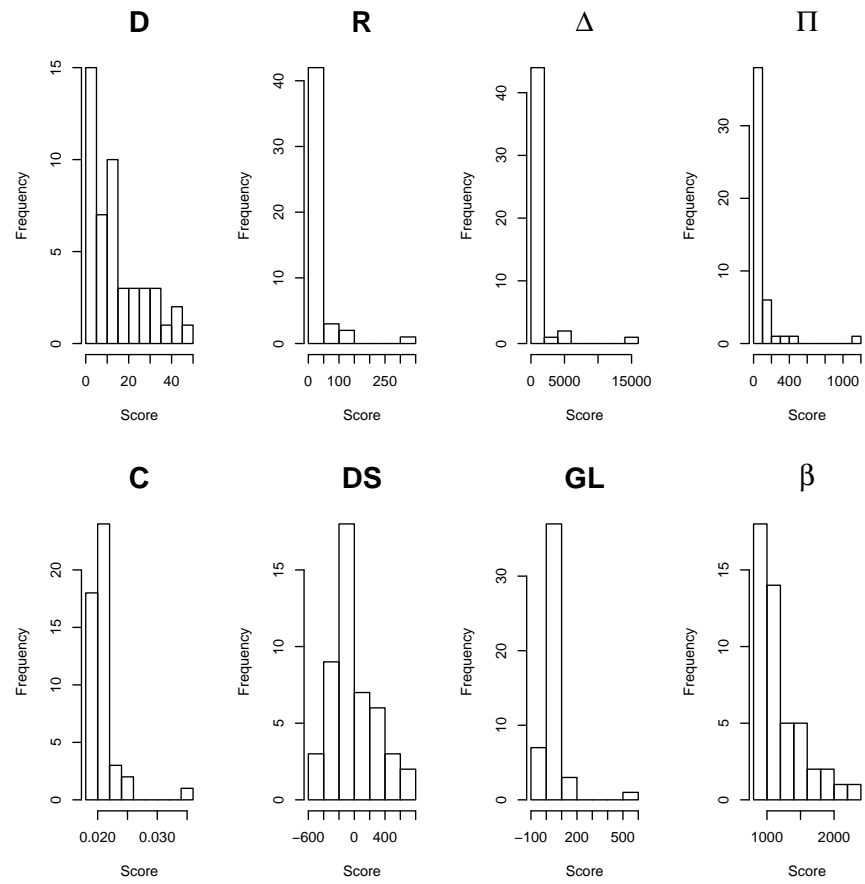 D
Frequency
15
10
5
0
0 20 40
Score
R
Frequency
40
30
20
10
0
0 100 250
Score
Δ
Frequency
40
30
20
10
0
0 5000 15000
Score
Π
Frequency
30
20
10
0
0 400 1000
Score
C
Frequency
20
15
10
5
0
0.020 0.030
Score
DS
Frequency
15
10
5
0
−600 0 400
Score
GL
Frequency
30
20
10
0
−100 200 500
Score
β
Frequency
15
10
5
0
1000 2000
Score